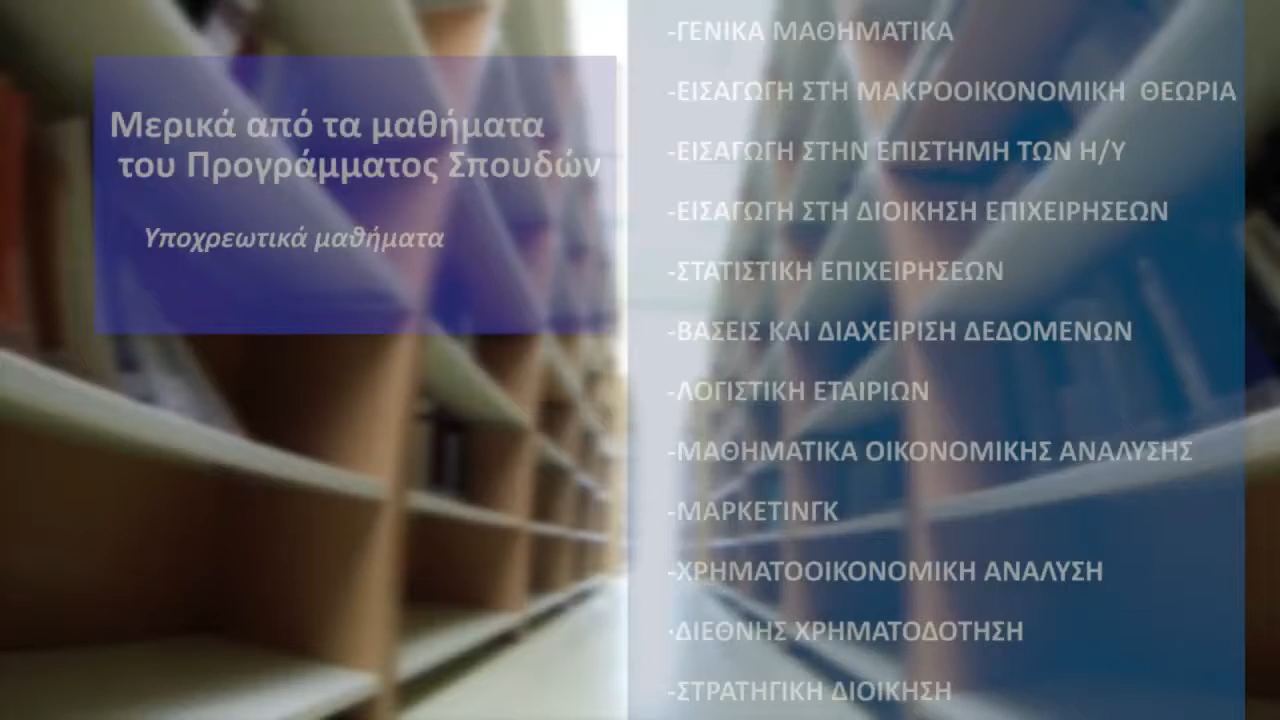 Μερικά από τα μαθήματα
του Προγράμματος Σπουδών
Υποχρεωτικά μαθήματα
-ΓΕΝΙΚΑ ΜΑΘΗΜΑΤΙΚΑ
-ΕΙΣΑΓΩΓΗ ΣΤΗ ΜΑΚΡΟΟΙΚΟΝΟΜΙΚΗ ΘΕΩΡΙΑ
-ΕΙΣΑΓΩΓΗ ΣΤΗΝ ΕΠΙΣΤΗΜΗ ΤΩΝ Η/Υ
-ΕΙΣΑΓΩΓΗ ΣΤΗ ΔΙΟΙΚΗΣΗ ΕΠΙΧΕΙΡΗΣΕΩΝ
-ΣΤΑΤΙΣΤΙΚΗ ΕΠΙΧΕΙΡΗΣΕΩΝ
-ΒΑΣΕΙΣ ΚΑΙ ΔΙΑΧΕΙΡΙΣΗ ΔΕΔΟΜΕΝΩΝ
-ΛΟΓΙΣΤΙΚΗ ΕΤΑΙΡΙΩΝ
-ΜΑΘΗΜΑΤΙΚΑ ΟΙΚΟΝΟΜΙΚΗΣ ΑΝΑΛΥΣΗΣ
-ΜΑΡΚΕΤΙΝΓΚ
-ΧΡΗΜΑΤΟΟΙΚΟΝΟΜΙΚΗ ΑΝΑΛΥΣΗ
·ΔΙΕΘΝΗΣ ΧΡΗΜΑΤΟΔΟΤΗΣΗ
-ΣΤΡΑΤΗΓΙΚΗ ΔΙΟΙΚΗΣΗ